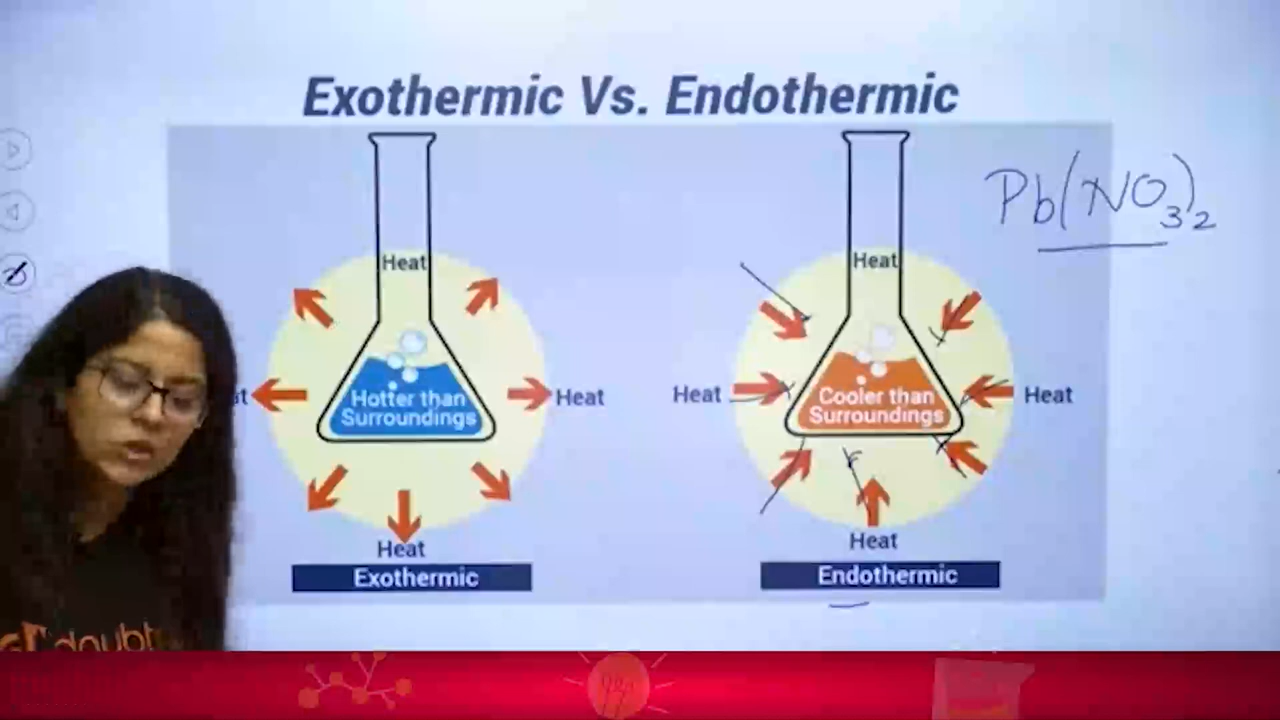 Exothermic Vs. Endothermic
Pb(NO3)2
Heat
Heat
Hotter than
Surroundings
Heat
Heat
Exothermic
Heat
Cooler than
Surroundings
Heat
Heat
Endothermic
doubt